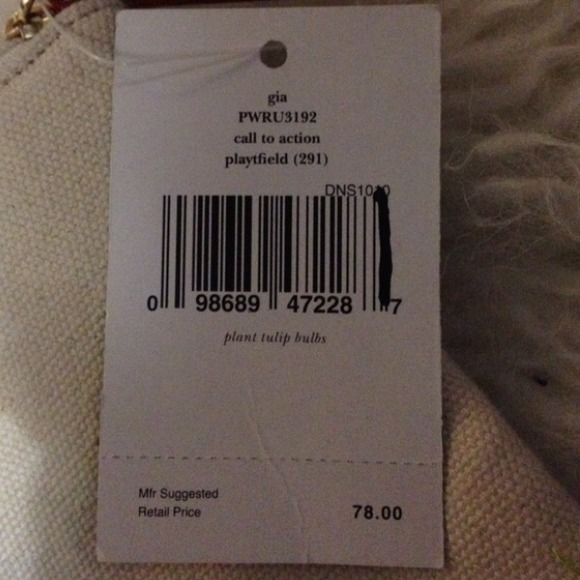 gia
PWRU3192
call to action
playtfield (291)
DNS1010
0 98689 47228 7
plant tulip bulbs
Mfr Suggested
Retail Price 78.00